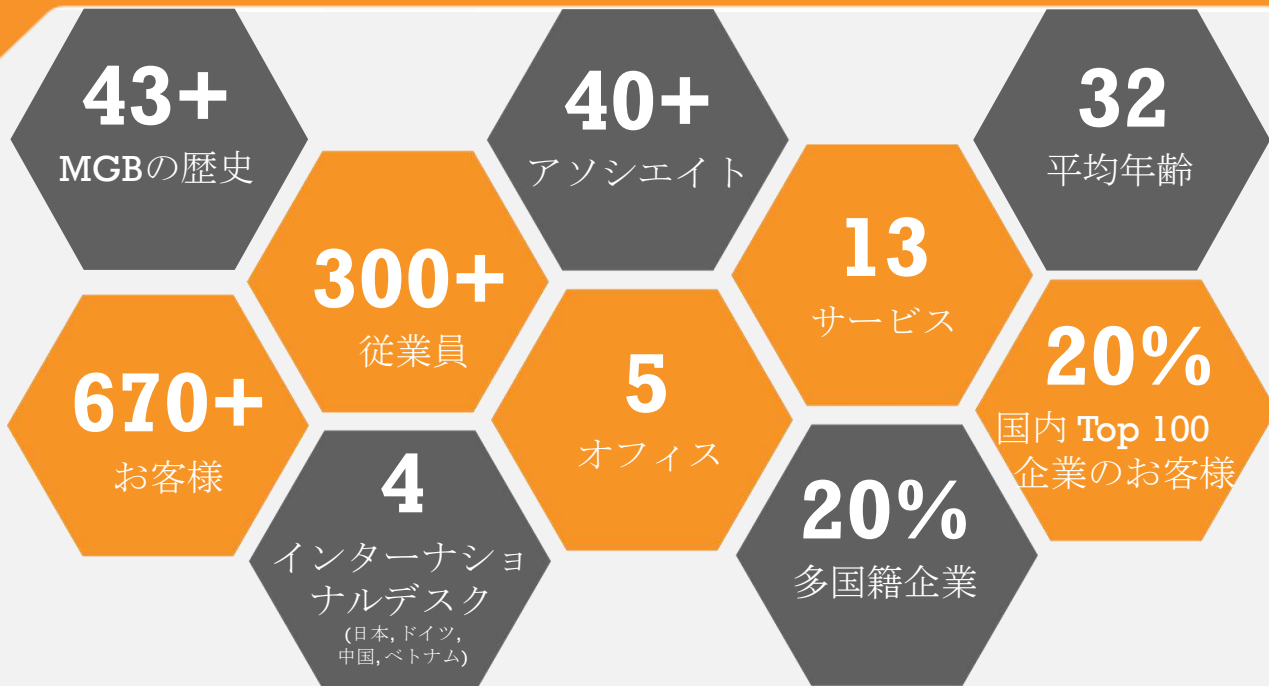 43+
MGBの歴史
40+
アソシエイト
32
平均年齢
300+
従業員
13
サービス
670+
お客様
5
オフィス
20%
国内 Top 100
企業のお客様
4
インターナショ
ナルデスク
(日本, ドイツ,
中国, ベトナム)
20%
多国籍企業